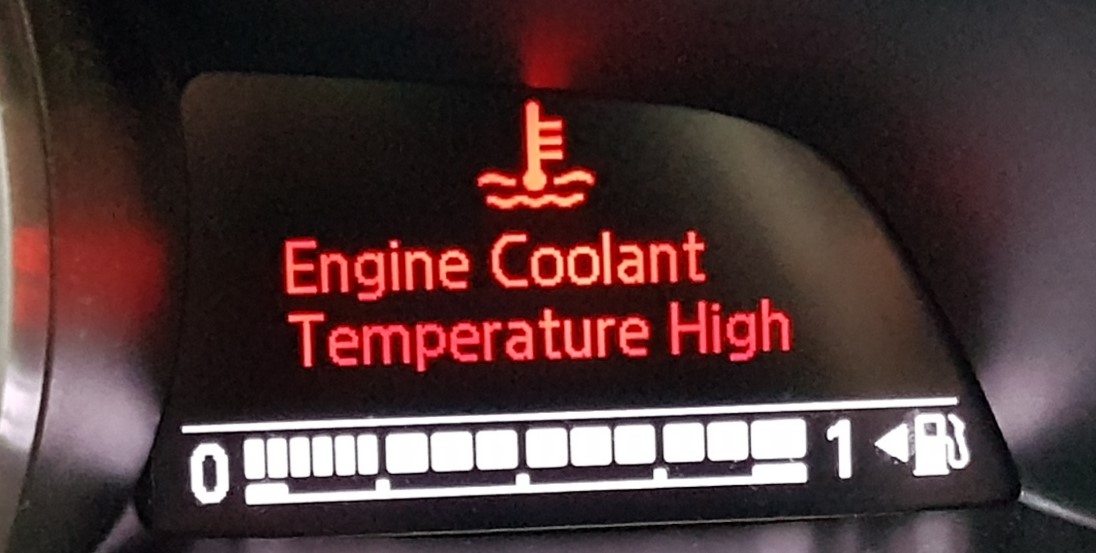 Engine Coolant
Temperature High
0 1